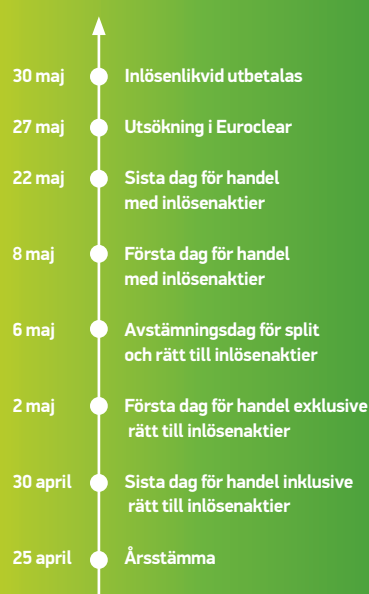 30 maj Inlösenlikvid utbetalas
27 maj Utsökning i Euroclear
22 maj Sista dag för handel
med inlösenaktier
8 maj Första dag för handel
med inlösenaktier
6 maj Avstämningsdag för split
och rätt till inlösenaktier
2 maj Första dag för handel exklusive
rätt till inlösenaktier
30 april Sista dag för handel inklusive
rätt till inlösenaktier
25 april Årsstämma